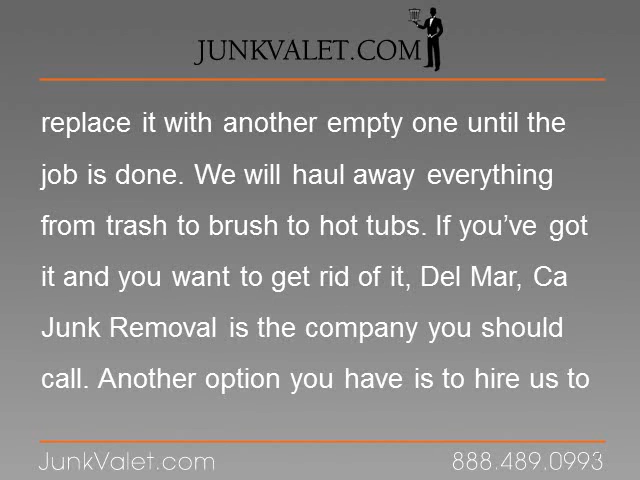 JUNKVALET.COM
replace it with another empty one until the
job is done. We will haul away everything
from trash to brush to hot tubs. If you’ve got
it and you want to get rid of it, Del Mar, Ca
Junk Removal is the company you should
call. Another option you have is to hire us to
JunkValet.com 888.489.0993